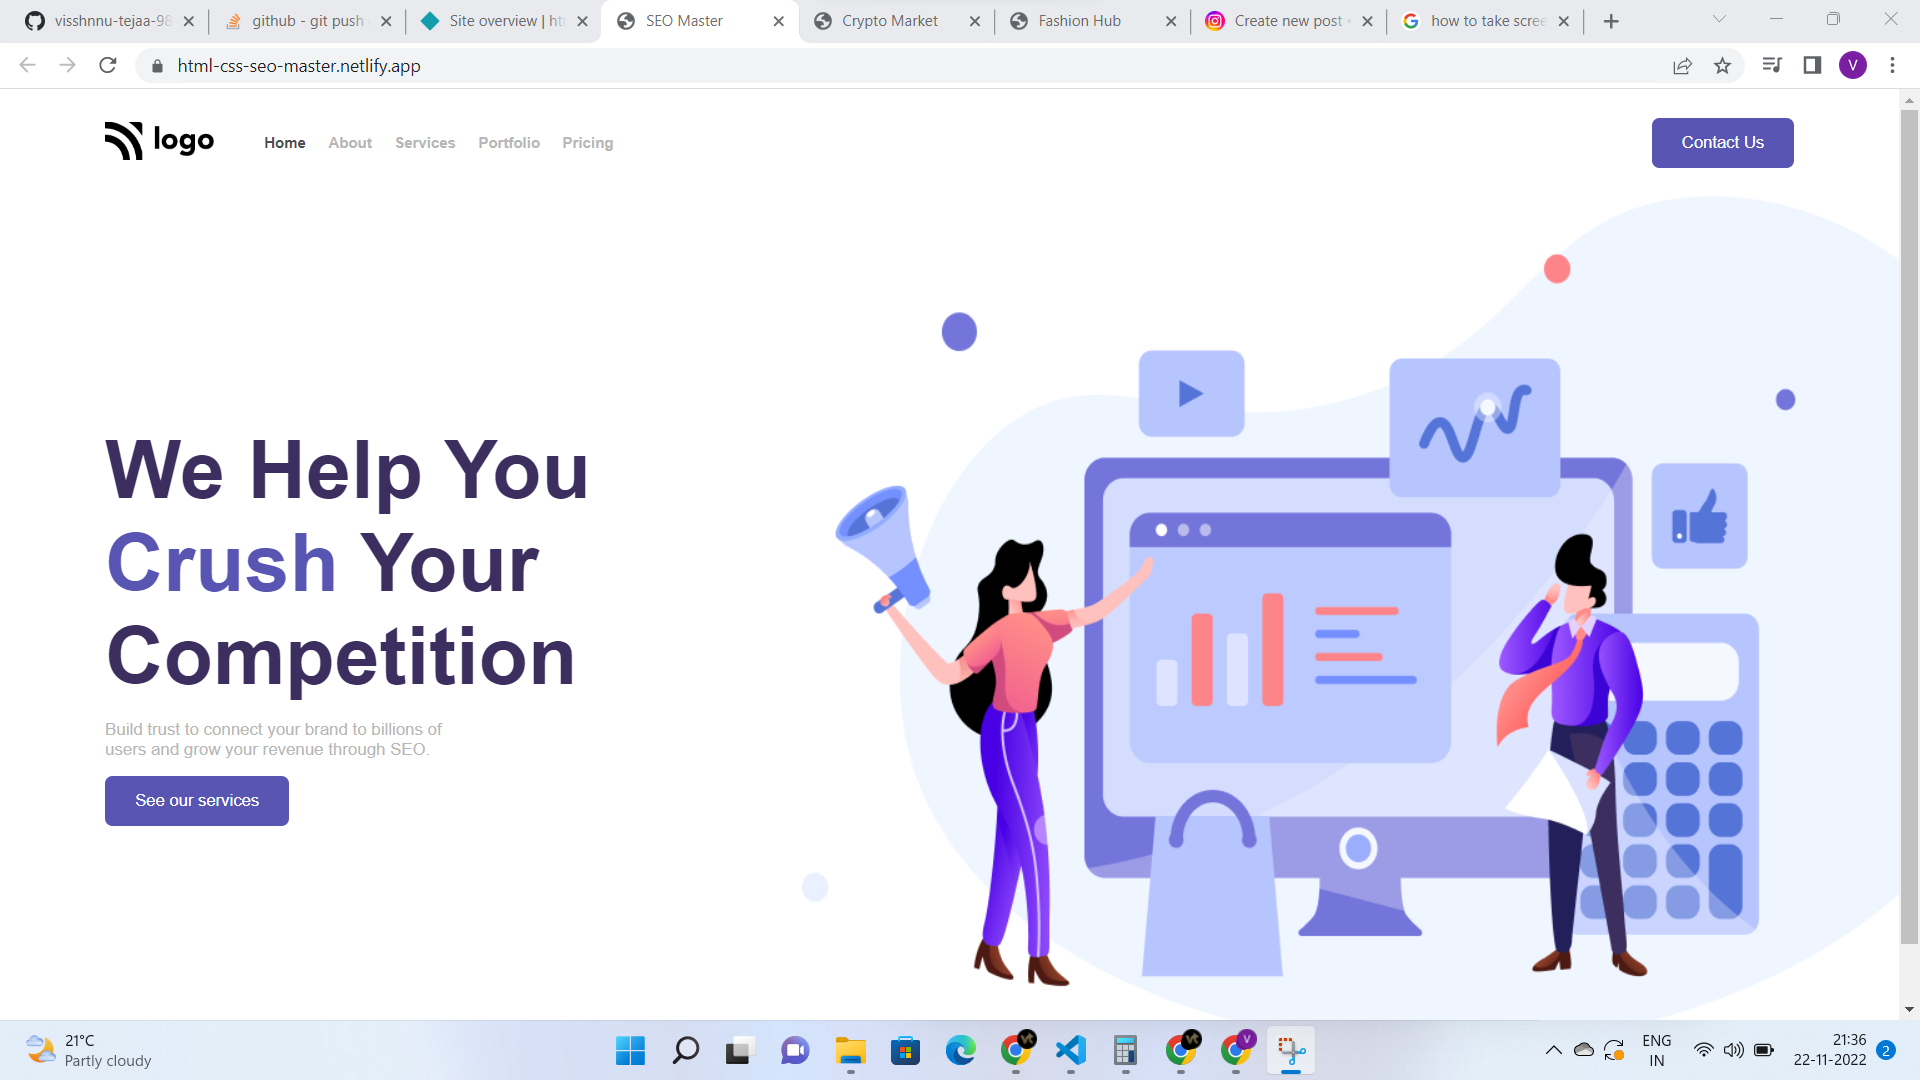 visshnnu-tejaa-98
github - git push
Site overview | ht
SEO Master
Crypto Market
Fashion Hub
Create new post
how to take scree
html-css-seo-master.netlify.app
V
logo
Home
About
Services
Portfolio
Pricing
Contact Us
We Help You
Crush Your
Competition
Build trust to connect your brand to billions of
users and grow your revenue through SEO.
See our services
21°C
Partly cloudy
vt
vt
V
ENG
IN
21:36
22-11-2022
2